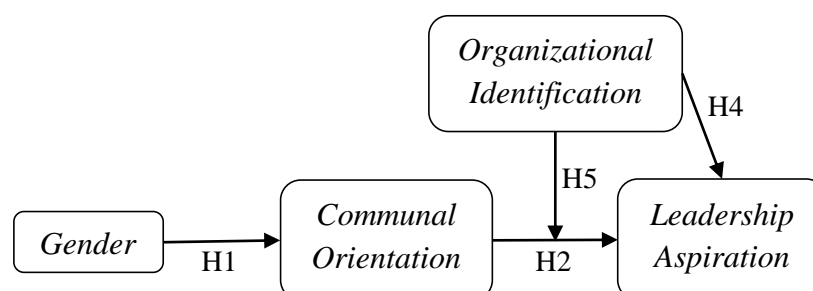 Organizational
Identification
H4
H5
Communal
Orientation
Leadership
Aspiration
Gender
H1
H2